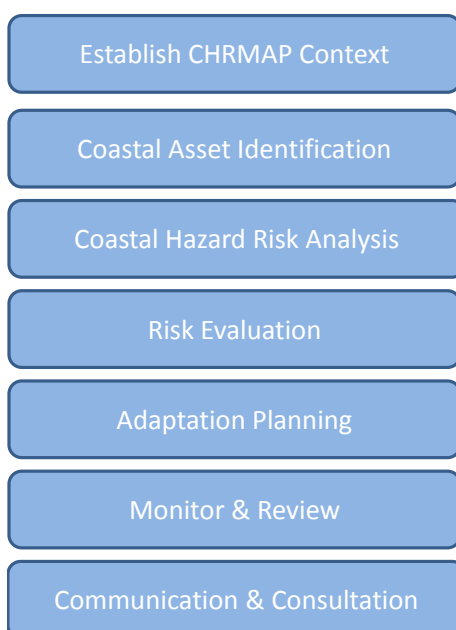 Establish CHRMAP Context
Coastal Asset Identification
Coastal Hazard Risk Analysis
Risk Evaluation
Adaptation Planning
Monitor & Review
Communication & Consultation